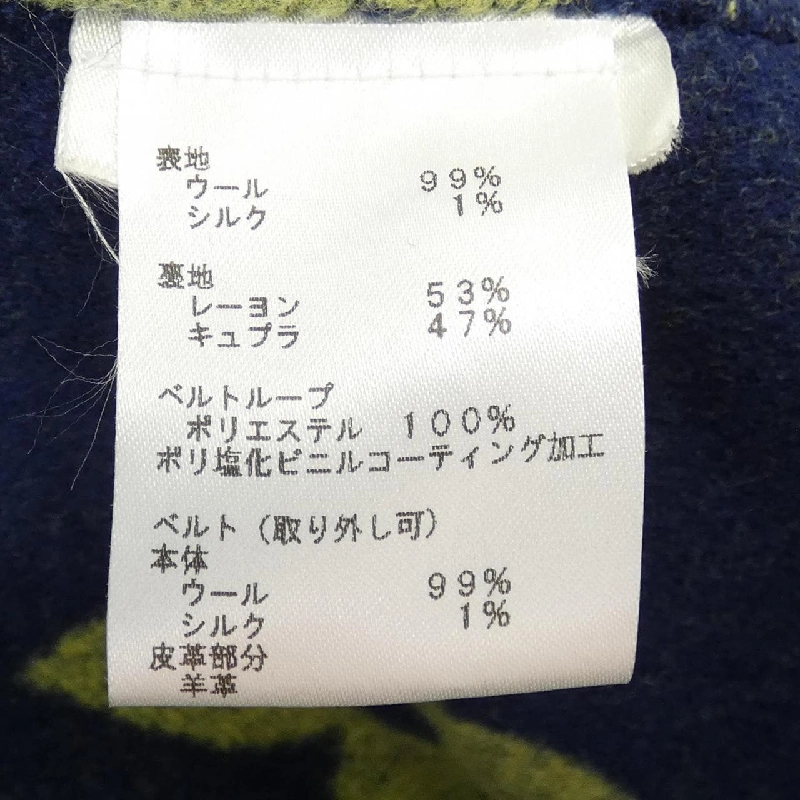 表地
ウール 99%
シルク 1%
裏地
レーヨン 53%
キュプラ 47%
ベルトループ
ポリエステル 100%
ポリ塩化ビニルコーティング加工
ベルト(取り外し可)
本体
ウール 99%
シルク 1%
皮革部分
羊革